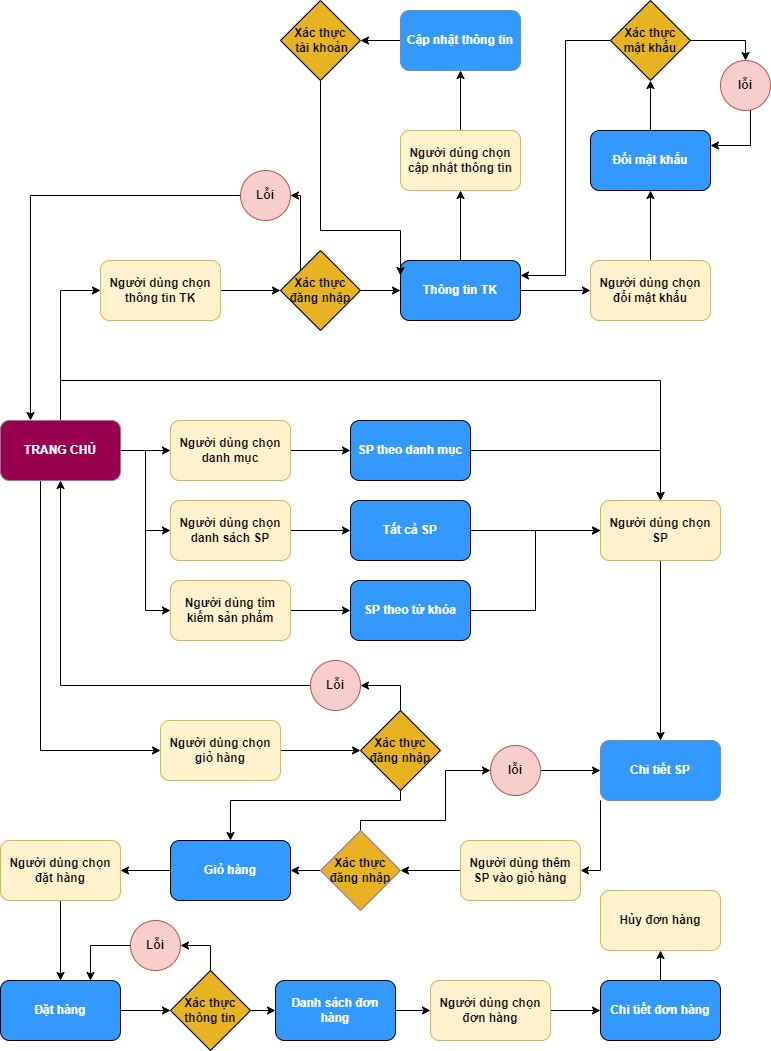 Xác thực
tài khoản
Cập nhật thông tin
Xác thực
mật khẩu
lỗi
Người dùng chọn
cập nhật thông tin
Đổi mật khẩu
Lỗi
Người dùng chọn
thông tin TK
Xác thực
đăng nhập
Thông tin TK
Người dùng chọn
đổi mật khẩu
TRANG CHỦ
Người dùng chọn
danh mục
SP theo danh mục
Người dùng chọn
danh sách SP
Tất cả SP
Người dùng chọn
SP
Người dùng tìm
kiếm sản phẩm
SP theo từ khóa
Lỗi
Người dùng chọn
giỏ hàng
Xác thực
đăng nhập
lỗi
Chi tiết SP
Người dùng chọn
đặt hàng
Giỏ hàng
Xác thực
đăng nhập
Người dùng thêm
SP vào giỏ hàng
Hủy đơn hàng
Lỗi
Đặt hàng
Xác thực
thông tin
Danh sách đơn
hàng
Người dùng chọn
đơn hàng
Chi tiết đơn hàng